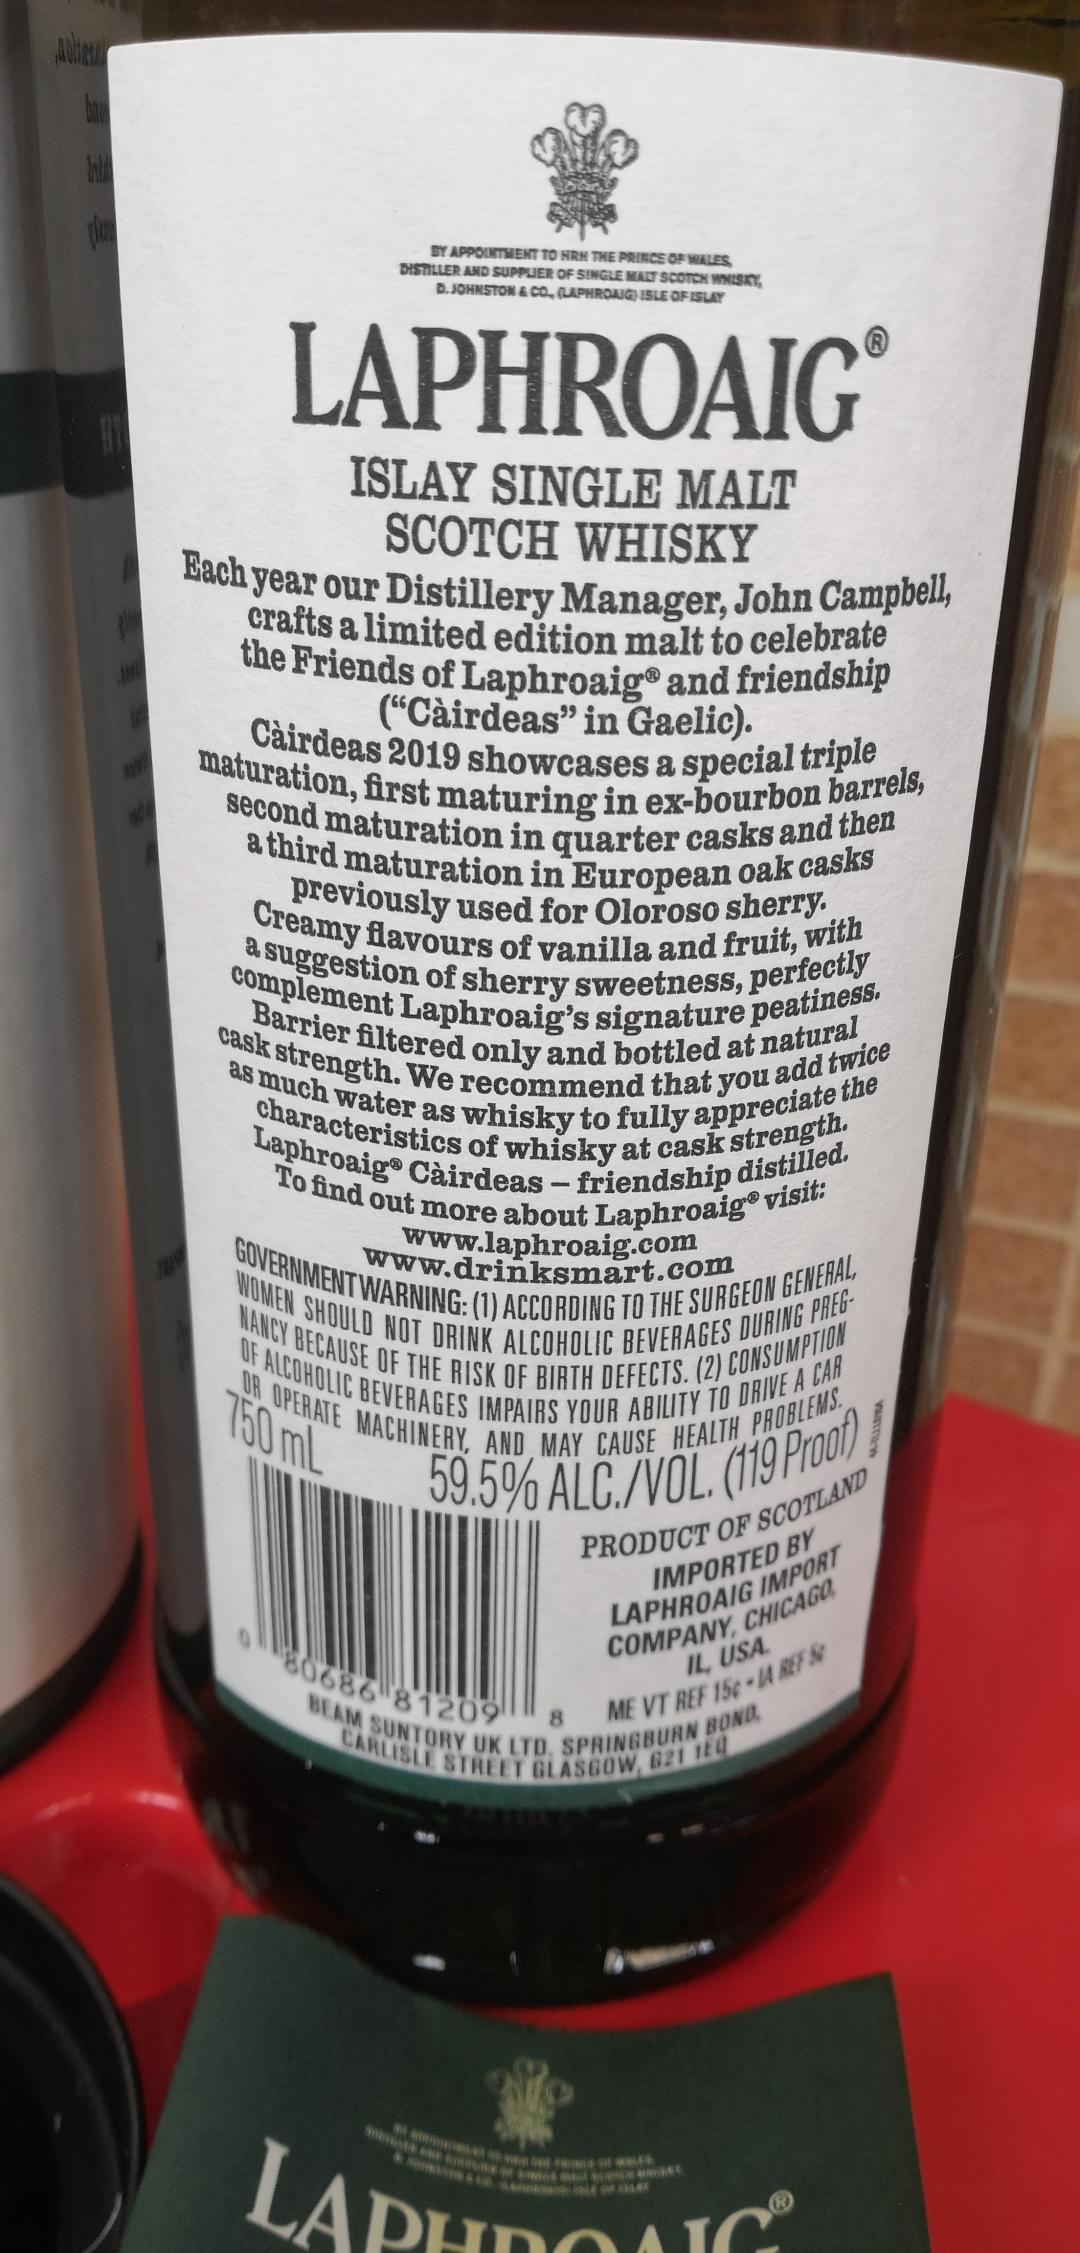 BY APPOINTMENT TO HRH THE PRINCE OF WALES,
DISTILLER AND SUPPLIER OF SINGLE MALT SCOTCH WHISKY,
D. JOHNSTON & CO., (LAPHROAIG) ISLE OF ISLAY
LAPHROAIG®
ISLAY SINGLE MALT
SCOTCH WHISKY
Each year our Distillery Manager, John Campbell,
crafts a limited edition malt to celebrate
the Friends of Laphroaig® and friendship
(“Càirdeas” in Gaelic).
Càirdeas 2019 showcases a special triple
maturation, first maturing in ex-bourbon barrels,
second maturation in quarter casks and then
a third maturation in European oak casks
previously used for Oloroso sherry.
Creamy flavours of vanilla and fruit, with
a suggestion of sherry sweetness, perfectly
complement Laphroaig’s signature peatiness.
Barrier filtered only and bottled at natural
cask strength. We recommend that you add twice
as much water as whisky to fully appreciate the
characteristics of whisky at cask strength.
Laphroaig® Càirdeas – friendship distilled.
To find out more about Laphroaig® visit:
www.laphroaig.com
www.drinksmart.com
GOVERNMENT WARNING: (1) ACCORDING TO THE SURGEON GENERAL,
WOMEN SHOULD NOT DRINK ALCOHOLIC BEVERAGES DURING PREG-
NANCY BECAUSE OF THE RISK OF BIRTH DEFECTS. (2) CONSUMPTION
OF ALCOHOLIC BEVERAGES IMPAIRS YOUR ABILITY TO DRIVE A CAR
OR OPERATE MACHINERY, AND MAY CAUSE HEALTH PROBLEMS.
750 mL
59.5% ALC./VOL. (119 Proof)
PRODUCT OF SCOTLAND
IMPORTED BY
LAPHROAIG IMPORT
COMPANY, CHICAGO,
IL, USA.
ME VT REF 15¢ - IA REF 5¢
0 80686 81209 8
BEAM SUNTORY UK LTD, SPRINGBURN BOND,
CARLISLE STREET GLASGOW, G21 1EQ
LAPHROAIG®